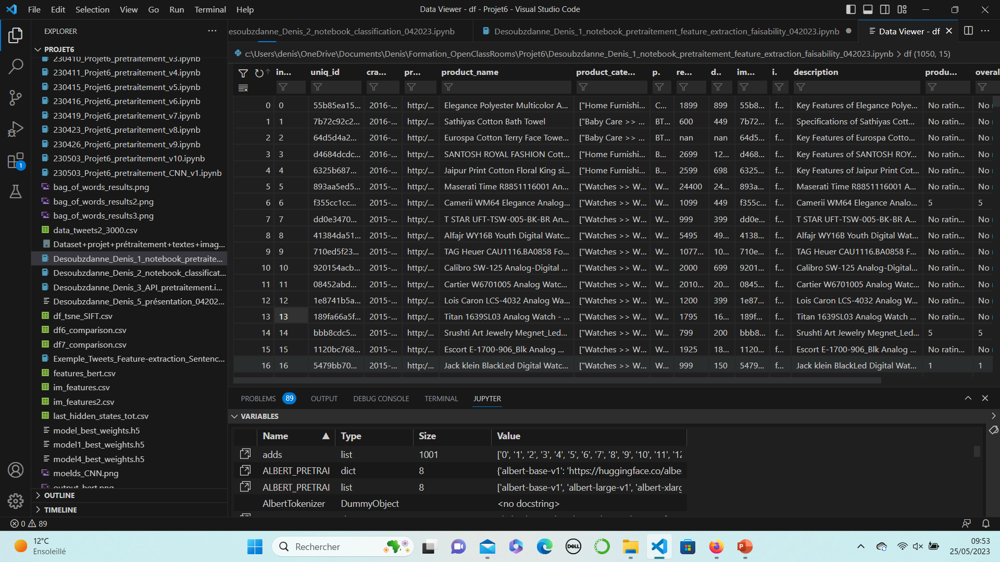 File Edit Selection View Go Run Terminal Help
Data Viewer - df - Projet6 - Visual Studio Code
EXPLORER
PROJET6
230410_Projet6_pretraitement_v3.ipynb
230411_Projet6_pretraitement_v4.ipynb
230415_Projet6_pretraitement_v5.ipynb
230416_Projet6_pretaritement_v6.ipynb
230419_Projet6_pretraitement_v7.ipynb
230423_Projet6_pretraitement_v8.ipynb
230426_Projet6_pretraitement_v9.ipynb
230503_Projet6_pretaritement_v10.ipynb
230503_Projet6_pretraitement_CNN_v1.ipynb
bag_of_words_results.png
bag_of_words_results2.png
bag_of_words_results3.png
data_tweets2_3000.csv
Dataset+projet+prétraitement+textes+imag...
Desoubzdanne_Denis_1_notebook_pretraite...
Desoubzdanne_Denis_2_notebook_classificat...
Desoubzdanne_Denis_3_API_pretraitement.i...
Desoubzdanne_Denis_5_présentation_04202...
df_tsne_SIFT.csv
df6_comparison.csv
df7_comparison.csv
Exemple_Tweets_Feature-extraction_Sentenc...
features_bert.csv
im_features.csv
im_features2.csv
last_hidden_states_tot.csv
model_best_weights.h5
model1_best_weights.h5
model4_best_weights.h5
moelds_CNN.png
output_bert.png
OUTLINE
TIMELINE
1
esoubzdanne_Denis_2_notebook_classification_042023.ipynb
Desoubzdanne_Denis_1_notebook_pretraitement_feature_extraction_faisability_042023.ipynb
Data Viewer - df
c:\Users\denis\OneDrive\Documents\Denis\Formation_OpenClassRooms\Projet6\Desoubzdanne_Denis_1_notebook_pretraitement_feature_extraction_faisability_042023.ipynb > df (1050, 15)
in... uniq_id cra... pr... product_name product_cate... p. re... d.. im... i. description produ... overal
0 0 55b85ea15... 2016-... http:/... Elegance Polyester Multicolor A... ["Home Furnishi... C... 1899 899 55b8... f... Key Features of Elegance Polye... No ratin... No
1 1 7b72c92c2... 2016-... http:/... Sathiyas Cotton Bath Towel ["Baby Care >> ... BT... 600 449 7b72... f... Specifications of Sathiyas Cott... No ratin... No
2 2 64d5d4a2... 2016-... http:/... Eurospa Cotton Terry Face Towe... ["Baby Care >> ... BT... nan nan 64d5... f... Key Features of Eurospa Cotto... No ratin... No
3 3 d4684dcdc... 2016-... http:/... SANTOSH ROYAL FASHION Cott... ["Home Furnishi... B... 2699 12... d468... f... Key Features of SANTOSH ROY... No ratin... No
4 4 6325b687... 2016-... http:/... Jaipur Print Cotton Floral King si... ["Home Furnishi... B... 2599 698 6325... f... Key Features of Jaipur Print Cot... No ratin... No
5 5 893aa5ed5... 2015-... http:/... Maserati Time R8851116001 An... ["Watches >> W... W... 24400 24... 893a... f... Maserati Time R8851116001 A... No ratin... No
6 6 f355cc1cc... 2015-... http:/... Camerii WM64 Elegance Analog... ["Watches >> W... W... 1099 449 f355c... f... Camerii WM64 Elegance Analo... 5 5
7 7 dd0e3470... 2015-... http:/... T STAR UFT-TSW-005-BK-BR An... ["Watches >> W... W... 999 399 dd0e... f... T STAR UFT-TSW-005-BK-BR A... No ratin... No
8 8 41384da51... 2015-... http:/... Alfajr WY16B Youth Digital Watc... ["Watches >> W... W... 5495 49... 4138... f... Alfajr WY16B Youth Digital Wat... No ratin... No
9 9 710ed5f23... 2015-... http:/... TAG Heuer CAU1116.BA0858 Fo... ["Watches >> W... W... 1077... 10... 710e... f... TAG Heuer CAU1116.BA0858 F... No ratin... No
10 10 920154acb... 2015-... http:/... Calibro SW-125 Analog-Digital ... ["Watches >> W... W... 2000 699 9201... f... Calibro SW-125 Analog-Digital... No ratin... No
11 11 08452abd... 2015-... http:/... Cartier W6701005 Analog Watc... ["Watches >> W... W... 2010... 20... 0845... f... Cartier W6701005 Analog Watc... No ratin... No
12 12 1e8741b5a... 2015-... http:/... Lois Caron LCS-4032 Analog Wa... ["Watches >> W... W... 1200 399 1e87... f... Lois Caron LCS-4032 Analog W... No ratin... No
13 13 189fa66a5f... 2015-... http:/... Titan 1639SL03 Analog Watch - ... ["Watches >> W... W... 1795 16... 189f... f... Titan 1639SL03 Analog Watch ... No ratin... No
14 14 bbb8cdc5... 2015-... http:/... Srushti Art Jewelry Megnet_Led... ["Watches >> W... W... 799 200 bbb8... f... Srushti Art Jewelry Megnet_Led... 5 5
15 15 1120bc768... 2015-... http:/... Escort E-1700-906_Blk Analog ... ["Watches >> W... W... 1925 18... 1120... f... Escort E-1700-906_Blk Analog ... No ratin... No
16 16 5479bb70... 2015-... http:/... Jack klein BlackLed Digital Watc... ["Watches >> W... W... 999 150 5479... f... Jack klein BlackLed Digital Wat... 1 1
PROBLEMS 89 OUTPUT DEBUG CONSOLE TERMINAL JUPYTER
VARIABLES
Name Type Size Value
adds list 1001 ['0', '1', '2', '3', '4', '5', '6', '7', '8', '9', '10', '11', '12
ALBERT_PRETRAI dict 8 {'albert-base-v1': 'https://huggingface.co/albe
ALBERT_PRETRAI list 8 ['albert-base-v1', 'albert-large-v1', 'albert-xlarg
AlbertTokenizer DummyObject <no docstring>
0 89
12°C
Ensoleillé
Rechercher
DELL
P
09:53
25/05/2023